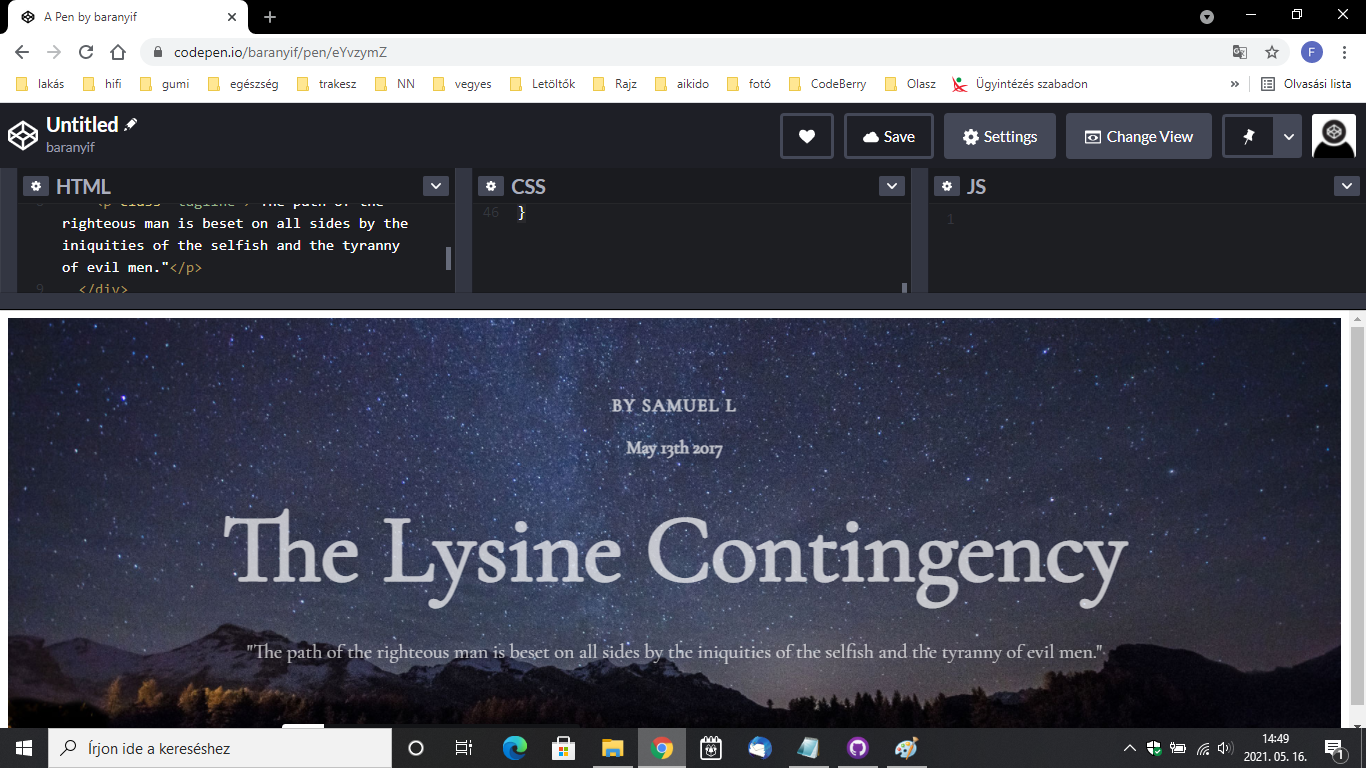 A Pen by baranyif
codepen.io/baranyif/pen/eYvzymZ
F
lakás hifi gumi egészség trakesz NN vegyes Letöltők Rajz aikido fotó CodeBerry Olasz Ügyintézés szabadon » Olvasási lista
Untitled
baranyif
Save Settings Change View
HTML CSS JS
<p class="tagline">"The path of the
righteous man is beset on all sides by the
iniquities of the selfish and the tyranny
of evil men."</p>
9 </div>
46 }
1
BY SAMUEL L
May 13th 2017
The Lysine Contingency
"The path of the righteous man is beset on all sides by the iniquities of the selfish and the tyranny of evil men."
Írjon ide a kereséshez
14:49
2021. 05. 16.
1